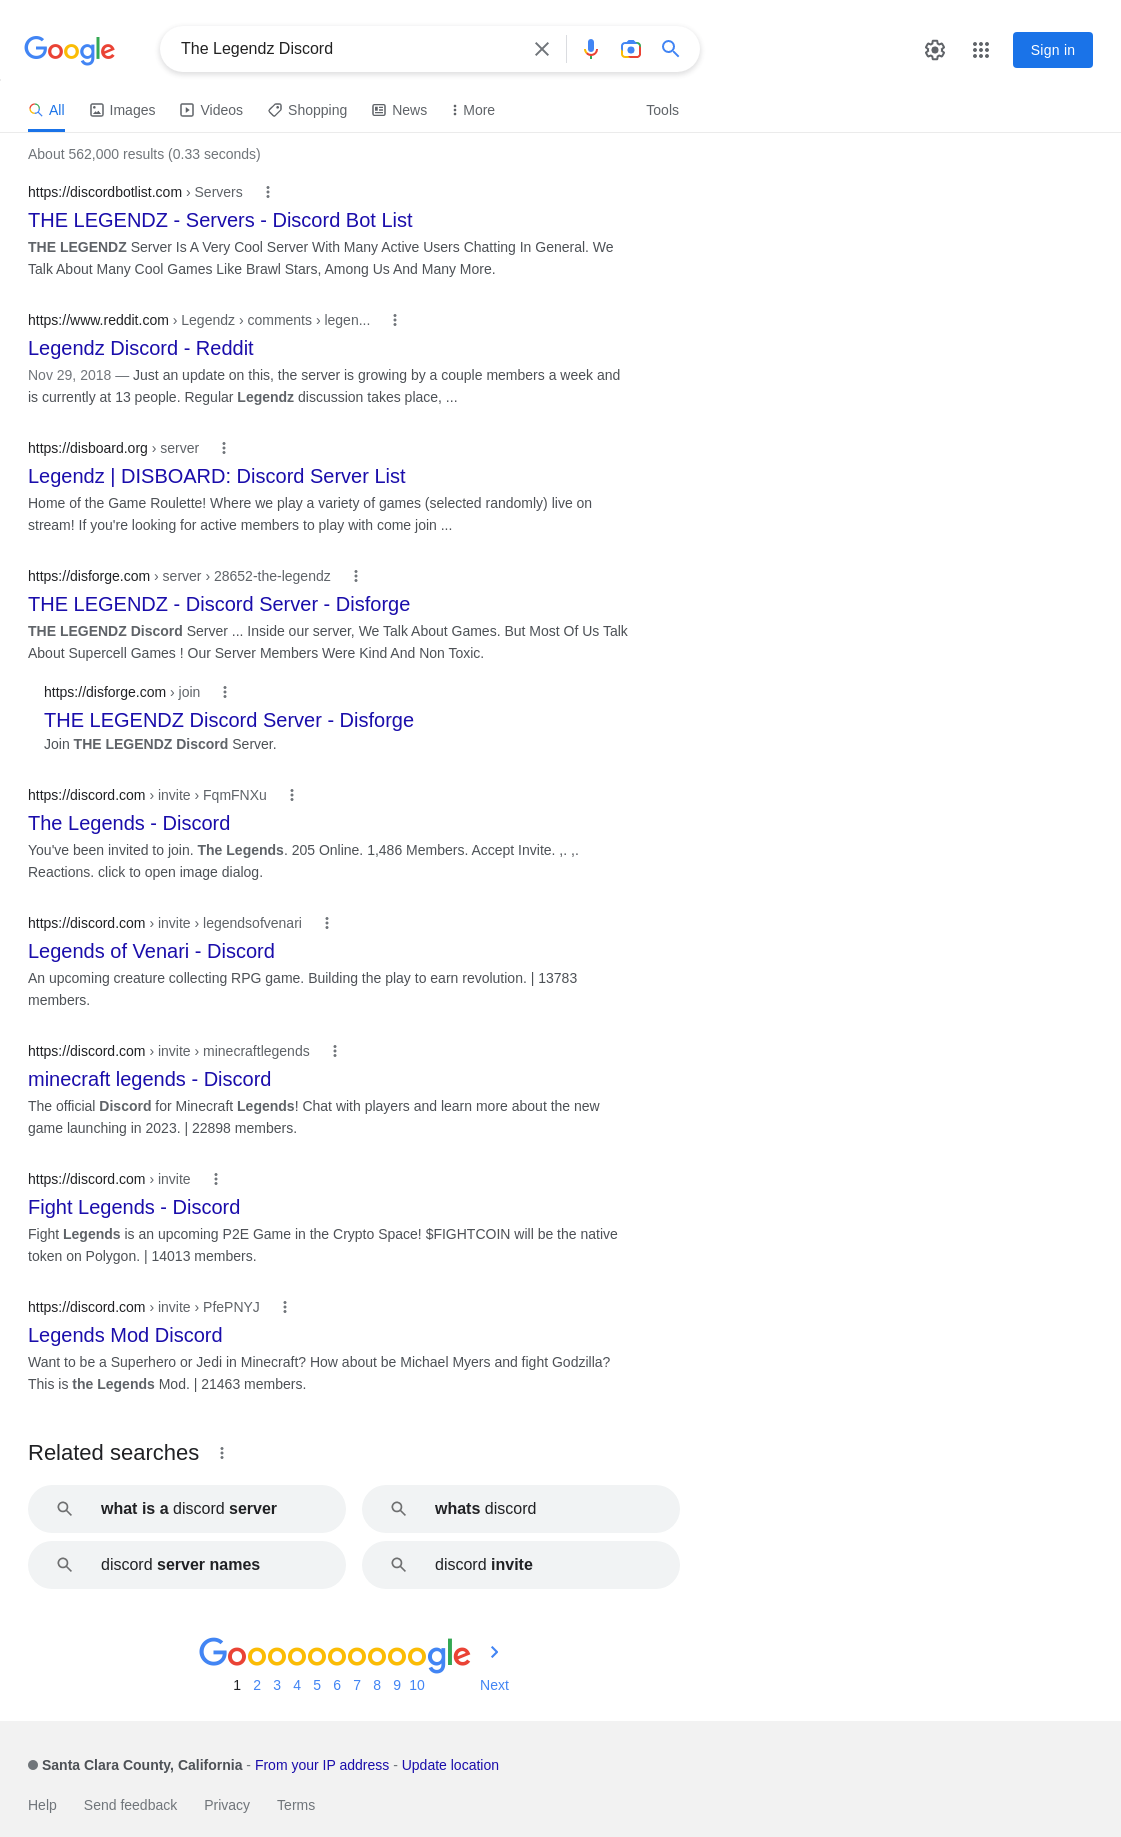 Google
The Legendz Discord
Sign in
All
Images
Videos
Shopping
News
More
Tools
About 562,000 results (0.33 seconds)
https://discordbotlist.com › Servers
THE LEGENDZ - Servers - Discord Bot List
THE LEGENDZ Server Is A Very Cool Server With Many Active Users Chatting In General. We
Talk About Many Cool Games Like Brawl Stars, Among Us And Many More.
https://www.reddit.com › Legendz › comments › legen...
Legendz Discord - Reddit
Nov 29, 2018 — Just an update on this, the server is growing by a couple members a week and
is currently at 13 people. Regular Legendz discussion takes place, ...
https://disboard.org › server
Legendz | DISBOARD: Discord Server List
Home of the Game Roulette! Where we play a variety of games (selected randomly) live on
stream! If you're looking for active members to play with come join ...
https://disforge.com › server › 28652-the-legendz
THE LEGENDZ - Discord Server - Disforge
THE LEGENDZ Discord Server ... Inside our server, We Talk About Games. But Most Of Us Talk
About Supercell Games ! Our Server Members Were Kind And Non Toxic.
https://disforge.com › join
THE LEGENDZ Discord Server - Disforge
Join THE LEGENDZ Discord Server.
https://discord.com › invite › FqmFNXu
The Legends - Discord
You've been invited to join. The Legends. 205 Online. 1,486 Members. Accept Invite. ,. ,.
Reactions. click to open image dialog.
https://discord.com › invite › legendsofvenari
Legends of Venari - Discord
An upcoming creature collecting RPG game. Building the play to earn revolution. | 13783
members.
https://discord.com › invite › minecraftlegends
minecraft legends - Discord
The official Discord for Minecraft Legends! Chat with players and learn more about the new
game launching in 2023. | 22898 members.
https://discord.com › invite
Fight Legends - Discord
Fight Legends is an upcoming P2E Game in the Crypto Space! $FIGHTCOIN will be the native
token on Polygon. | 14013 members.
https://discord.com › invite › PfePNYJ
Legends Mod Discord
Want to be a Superhero or Jedi in Minecraft? How about be Michael Myers and fight Godzilla?
This is the Legends Mod. | 21463 members.
Related searches
what is a discord server
whats discord
discord server names
discord invite
Goooooooooogle
1 2 3 4 5 6 7 8 9 10 Next
Santa Clara County, California - From your IP address - Update location
Help Send feedback Privacy Terms